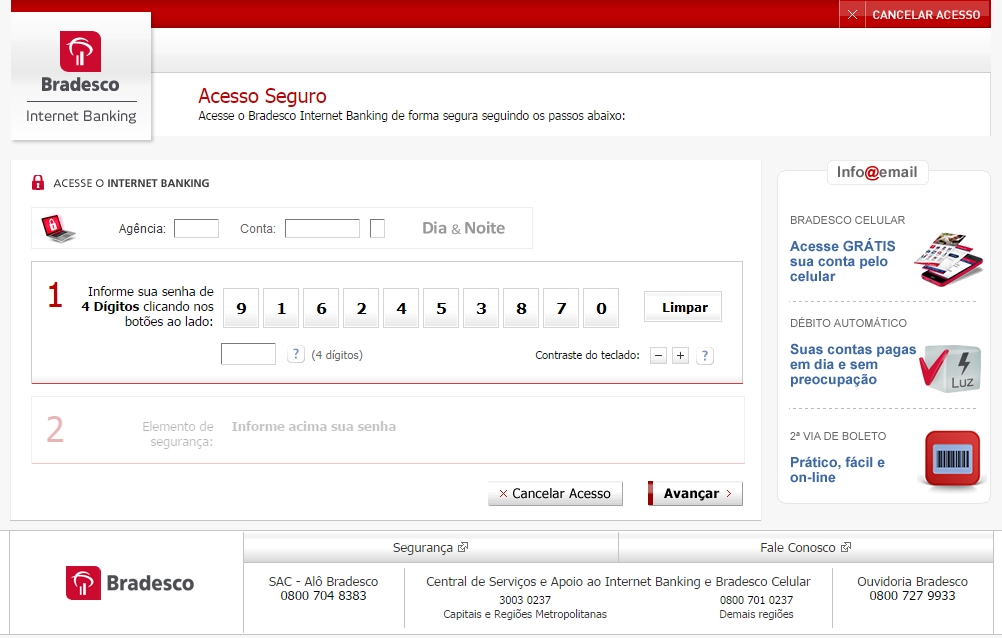 CANCELAR ACESSO
Bradesco
Internet Banking
Acesso Seguro
Acesse o Bradesco Internet Banking de forma segura seguindo os passos abaixo:
ACESSE O INTERNET BANKING
Agência: Conta: Dia & Noite
1
Informe sua senha de
4 Dígitos clicando nos
botões ao lado:
9 1 6 2 4 5 3 8 7 0
Limpar
? (4 dígitos)
Contraste do teclado: − + ?
2
Elemento de
segurança:
Informe acima sua senha
× Cancelar Acesso
Avançar
Info@email
BRADESCO CELULAR
Acesse GRÁTIS
sua conta pelo
celular
DÉBITO AUTOMÁTICO
Suas contas pagas
em dia e sem
preocupação
Luz
2ª VIA DE BOLETO
Prático, fácil e
on-line
Bradesco
Segurança
Fale Conosco
SAC - Alô Bradesco
0800 704 8383
Central de Serviços e Apoio ao Internet Banking e Bradesco Celular
3003 0237
Capitais e Regiões Metropolitanas
0800 701 0237
Demais regiões
Ouvidoria Bradesco
0800 727 9933